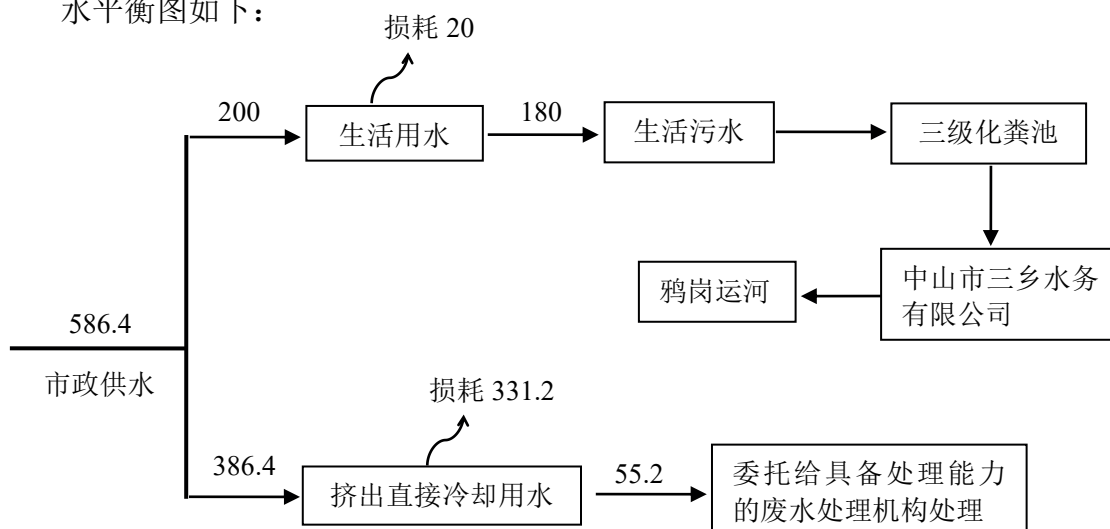 水平衡图如下：
损耗 20
200
生活用水
180
生活污水
三级化粪池
中山市三乡水务
有限公司
鸦岗运河
586.4
市政供水
损耗 331.2
386.4
挤出直接冷却用水
55.2
委托给具备处理能力
的废水处理机构处理